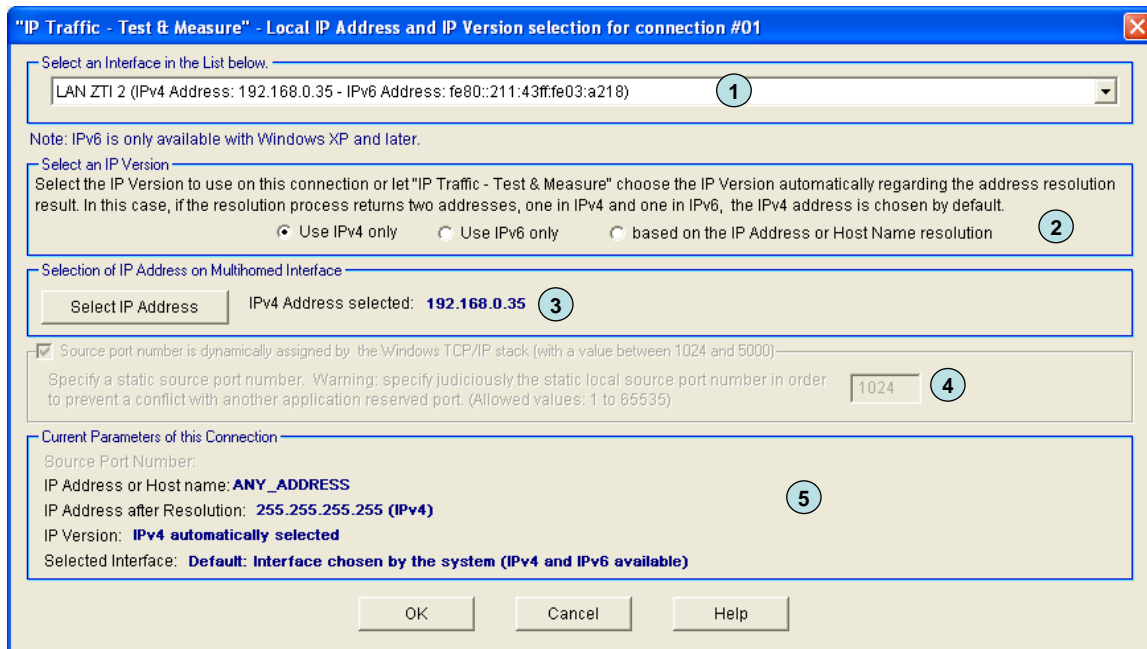 "IP Traffic - Test & Measure" - Local IP Address and IP Version selection for connection #01
Select an Interface in the List below.
LAN ZTI 2 (IPv4 Address: 192.168.0.35 - IPv6 Address: fe80::211:43ff:fe03:a218)
1
Note: IPv6 is only available with Windows XP and later.
Select an IP Version
Select the IP Version to use on this connection or let "IP Traffic - Test & Measure" choose the IP Version automatically regarding the address resolution
result. In this case, if the resolution process returns two addresses, one in IPv4 and one in IPv6, the IPv4 address is chosen by default.
Use IPv4 only Use IPv6 only based on the IP Address or Host Name resolution
2
Selection of IP Address on Multihomed Interface
Select IP Address IPv4 Address selected: 192.168.0.35
3
Source port number is dynamically assigned by the Windows TCP/IP stack (with a value between 1024 and 5000)
Specify a static source port number. Warning: specify judiciously the static local source port number in order
to prevent a conflict with another application reserved port. (Allowed values: 1 to 65535)
1024
4
Current Parameters of this Connection
Source Port Number:
IP Address or Host name: ANY_ADDRESS
IP Address after Resolution: 255.255.255.255 (IPv4)
IP Version: IPv4 automatically selected
Selected Interface: Default: Interface chosen by the system (IPv4 and IPv6 available)
5
OK Cancel Help